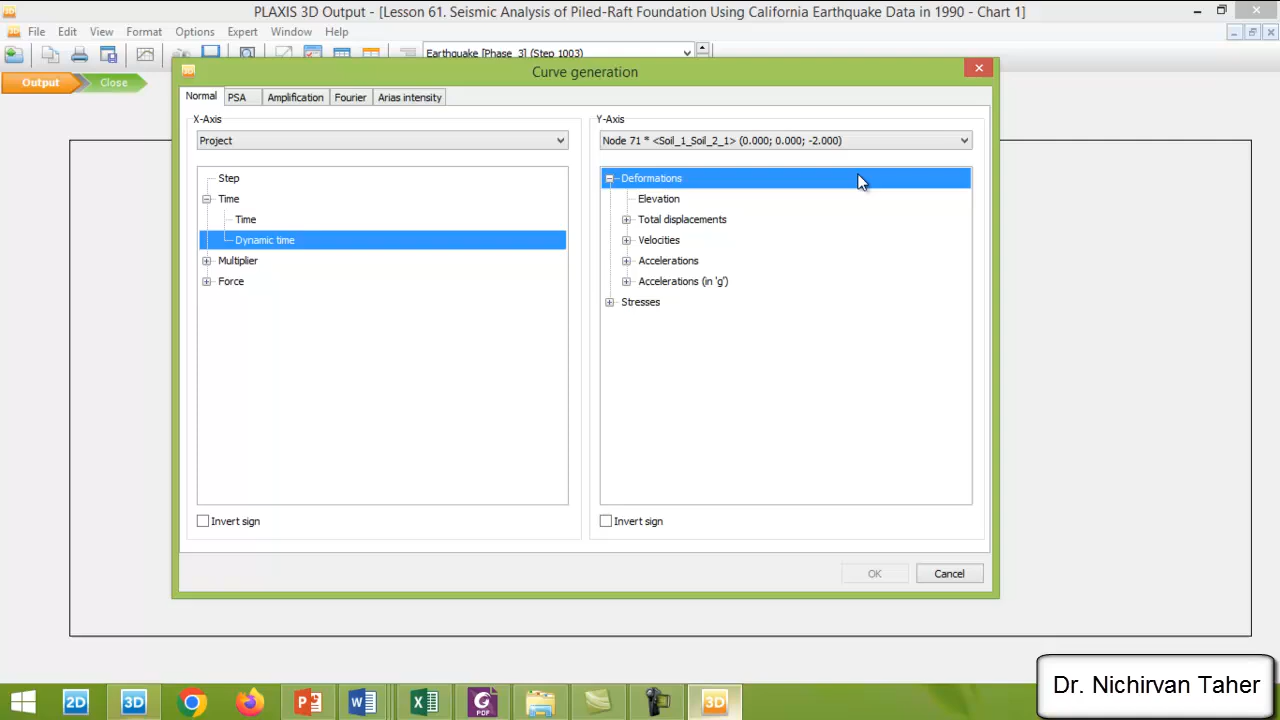 PLAXIS 3D Output - [Lesson 61. Seismic Analysis of Piled-Raft Foundation Using California Earthquake Data in 1990 - Chart 1]
File Edit View Format Options Expert Window Help
Earthquake [Phase_3] (Step 1003)
Output Close
Curve generation
Normal PSA Amplification Fourier Arias intensity
X-Axis
Project
Step
Time
Time
Dynamic time
Multiplier
Force
Invert sign
Y-Axis
Node 71 * <Soil_1_Soil_2_1> (0.000; 0.000; -2.000)
Deformations
Elevation
Total displacements
Velocities
Accelerations
Accelerations (in 'g')
Stresses
Invert sign
OK Cancel
Dr. Nichirvan Taher
2D 3D PDF 3D